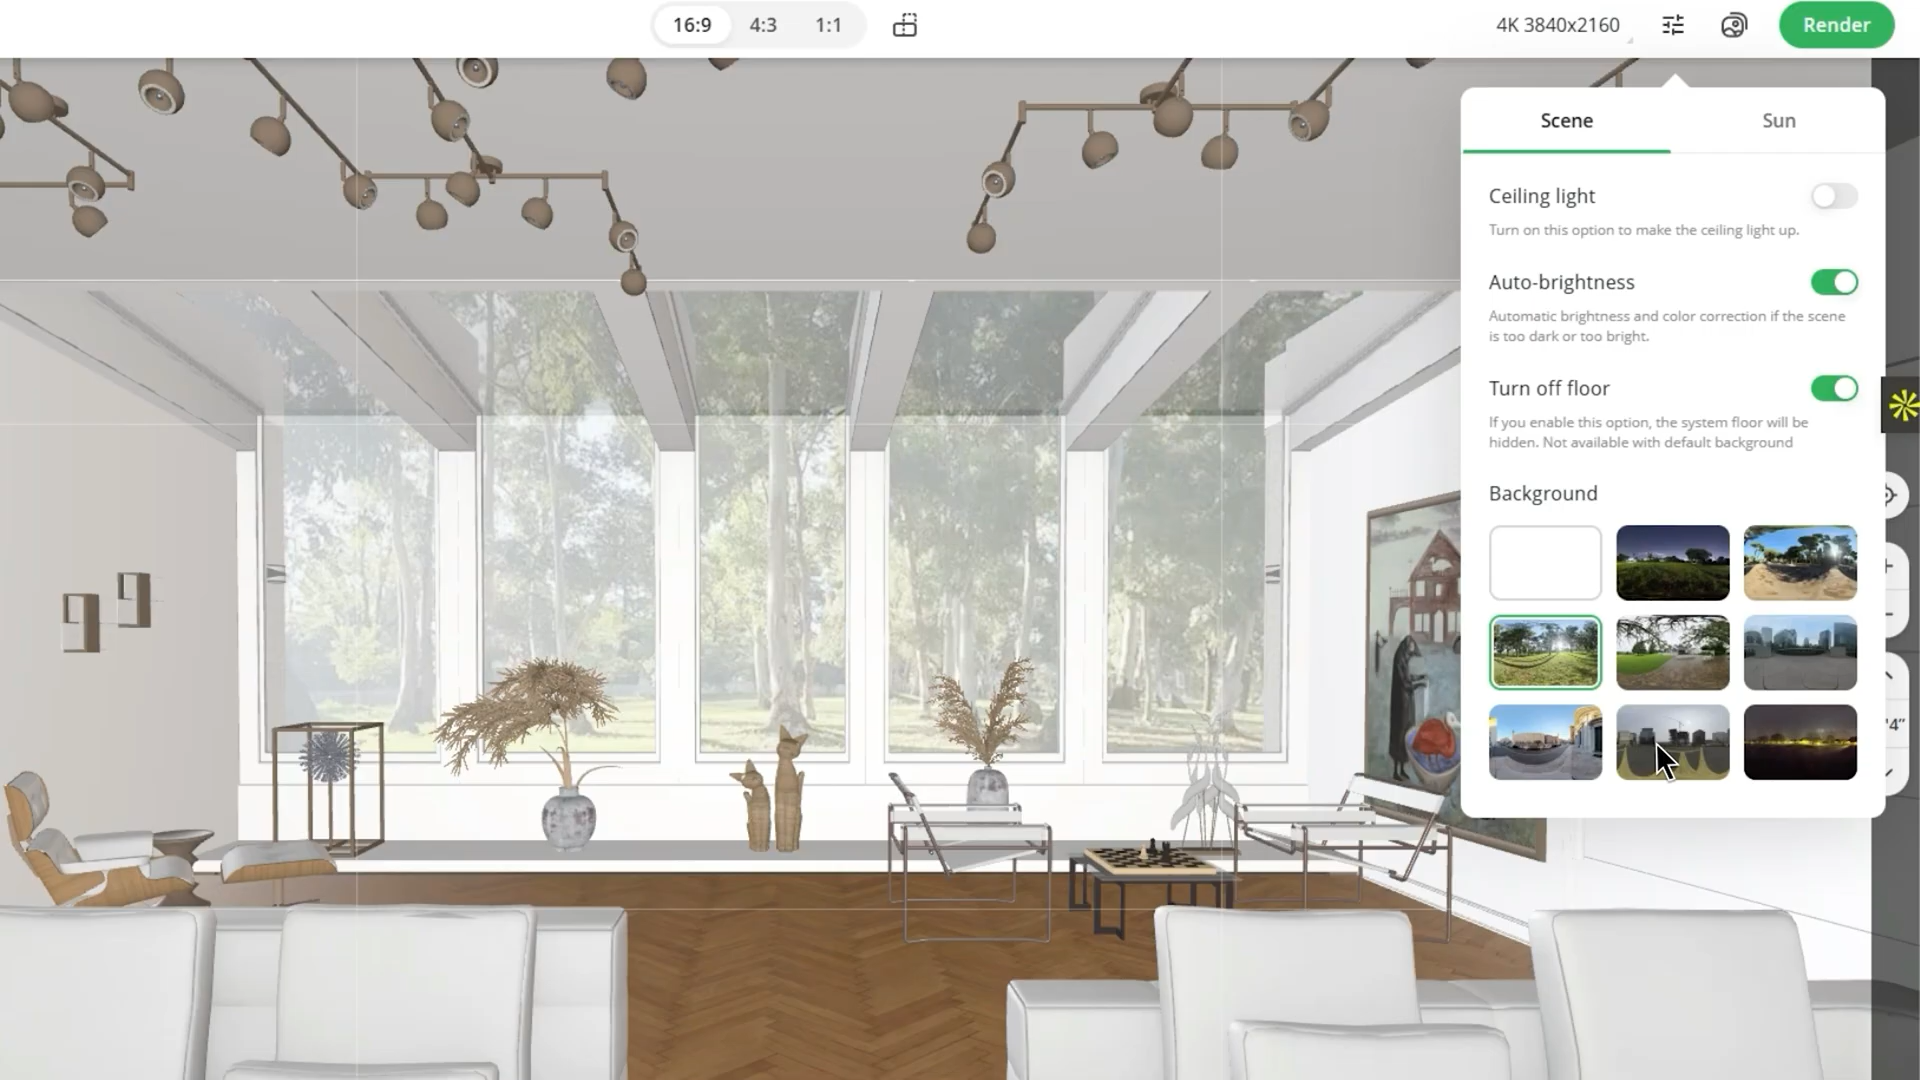 16:9 4:3 1:1 4K 3840x2160 Render
Scene Sun
Ceiling light
Turn on this option to make the ceiling light up.
Auto-brightness
Automatic brightness and color correction if the scene
is too dark or too bright.
Turn off floor
If you enable this option, the system floor will be
hidden. Not available with default background
Background
'4"